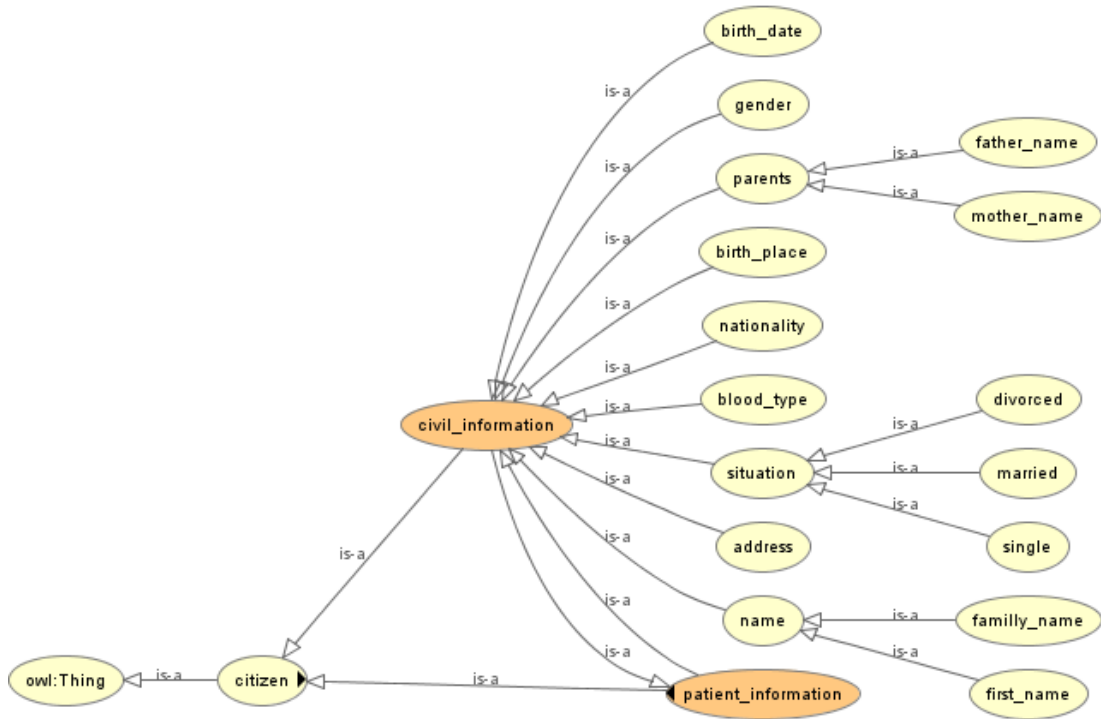 birth_date
is-a
gender
is-a
parents
is-a
father_name
is-a
mother_name
is-a
birth_place
is-a
nationality
is-a
blood_type
is-a
civil_information
situation
is-a
divorced
is-a
married
is-a
single
is-a
address
is-a
name
is-a
familly_name
is-a
first_name
is-a
is-a
is-a
is-a
owl:Thing
is-a
citizen
is-a
patient_information